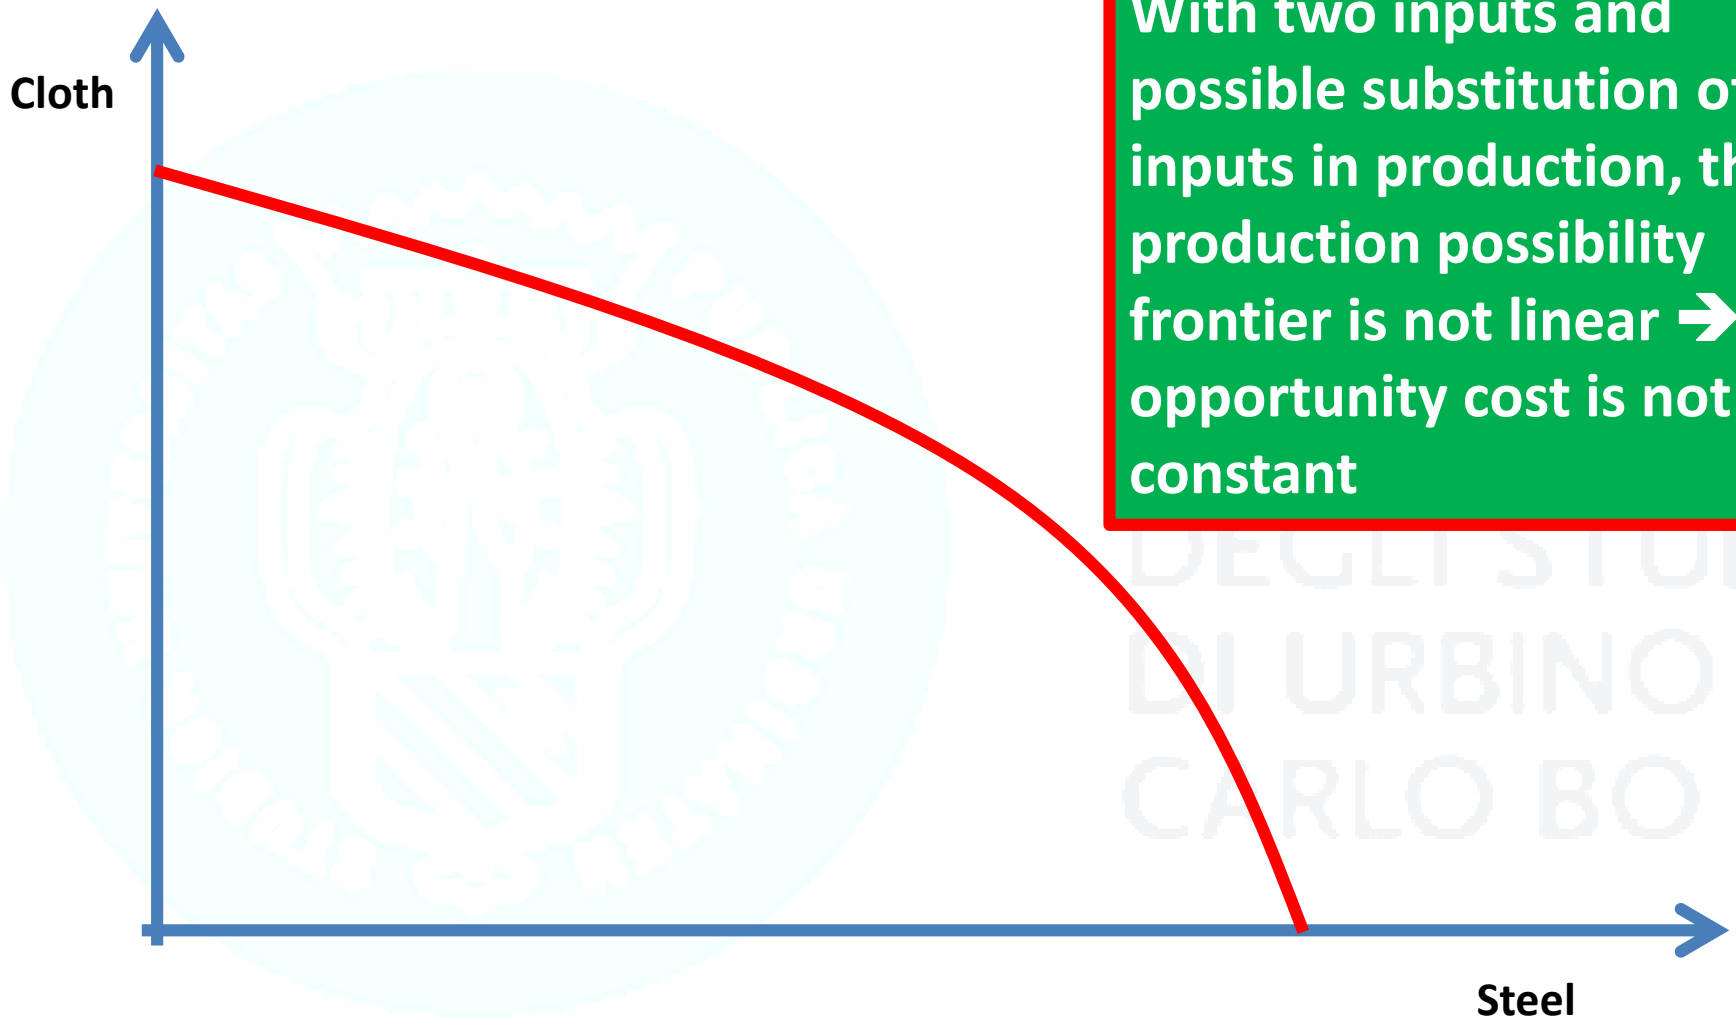 With two inputs and
Cloth
possible substitution of
inputs in production, th
production possibility
frontier is not linear ➔
opportunity cost is not
constant
DEGLI STU
DI URBINO
CARLO BO
Steel